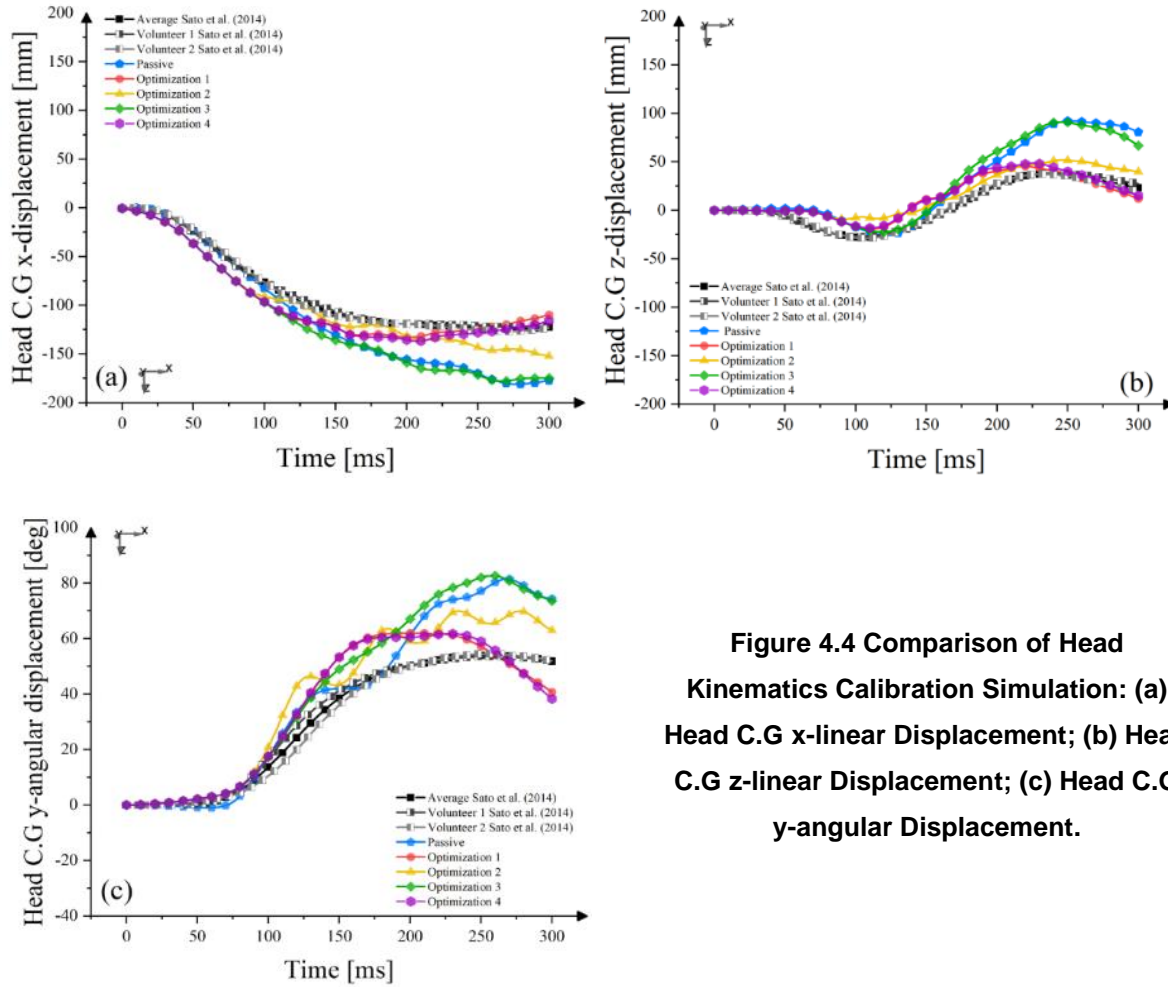 Head C.G x-displacement [mm]
200
150
100
50
0
-50
-100
-150
-200
Average Sato et al. (2014)
Volunteer 1 Sato et al. (2014)
Volunteer 2 Sato et al. (2014)
Passive
Optimization 1
Optimization 2
Optimization 3
Optimization 4
(a)
Y X
Z
0 50 100 150 200 250 300
Time [ms]
Head C.G z-displacement [mm]
200
150
100
50
0
-50
-100
-150
-200
Y X
Z
Average Sato et al. (2014)
Volunteer 1 Sato et al. (2014)
Volunteer 2 Sato et al. (2014)
Passive
Optimization 1
Optimization 2
Optimization 3
Optimization 4
(b)
0 50 100 150 200 250 300
Time [ms]
Head C.G y-angular displacement [deg]
100
80
60
40
20
0
-20
-40
Y X
Z
Average Sato et al. (2014)
Volunteer 1 Sato et al. (2014)
Volunteer 2 Sato et al. (2014)
Passive
Optimization 1
Optimization 2
Optimization 3
Optimization 4
(c)
0 50 100 150 200 250 300
Time [ms]
Figure 4.4 Comparison of Head
Kinematics Calibration Simulation: (a)
Head C.G x-linear Displacement; (b) Hea
C.G z-linear Displacement; (c) Head C.G
y-angular Displacement.